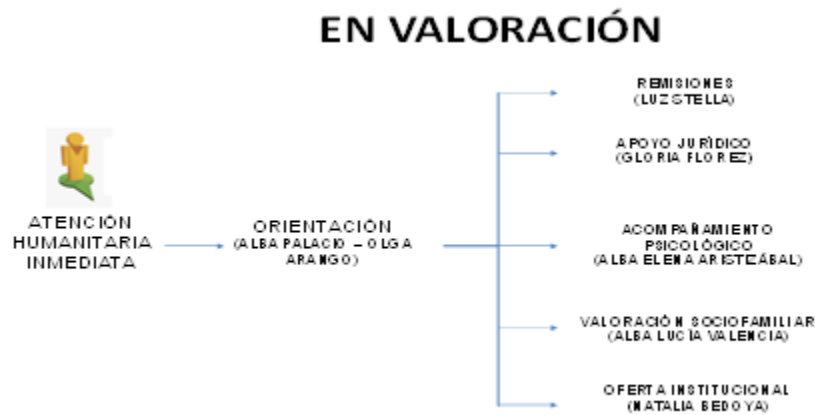 EN VALORACIÓN
REMISIONES
(LUZ STELLA)
APOYO JURÍDICO
(GLORIA FLOREZ)
ATENCIÓN
HUMANITARIA
INMEDIATA
ORIENTACIÓN
(ALBA PALACIO – OLGA
ARANGO)
ACOMPAÑAMIENTO
PSICOLÓGICO
(ALBA ELENA ARISTIZÁBAL)
VALORACIÓN SOCIOFAMILIAR
(ALBA LUCÍA VALENCIA)
OFERTA INSTITUCIONAL
(NATALIA BEDOYA)